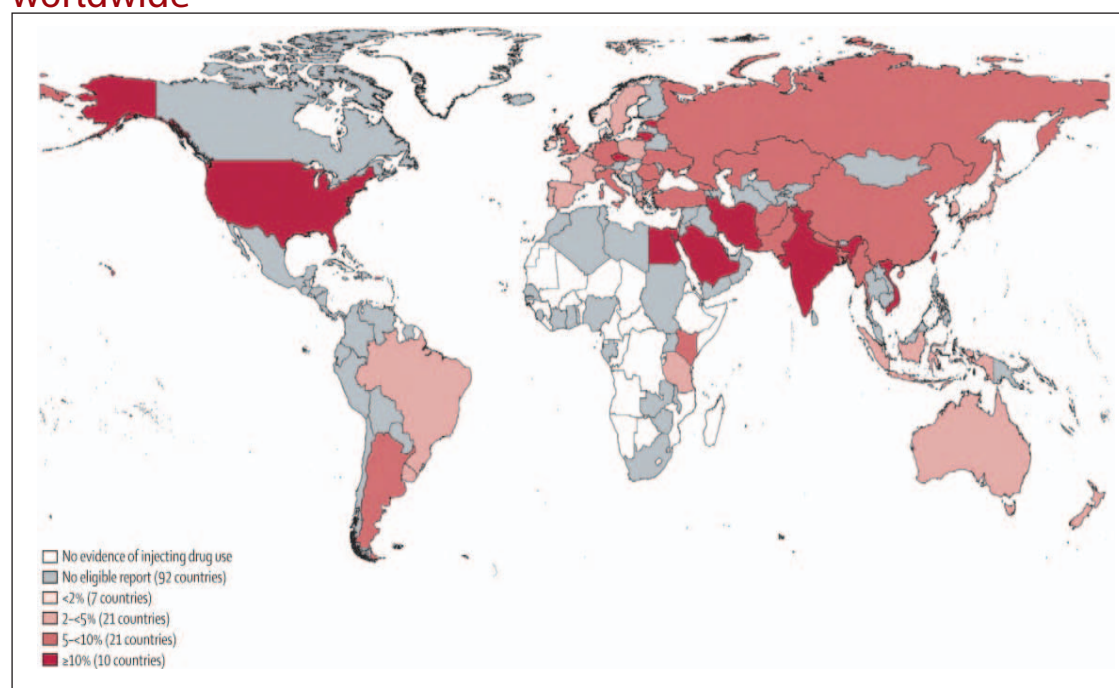 worldwide
No evidence of injecting drug use
No eligible report (92 countries)
<2% (7 countries)
2–<5% (21 countries)
5–<10% (21 countries)
≥10% (10 countries)